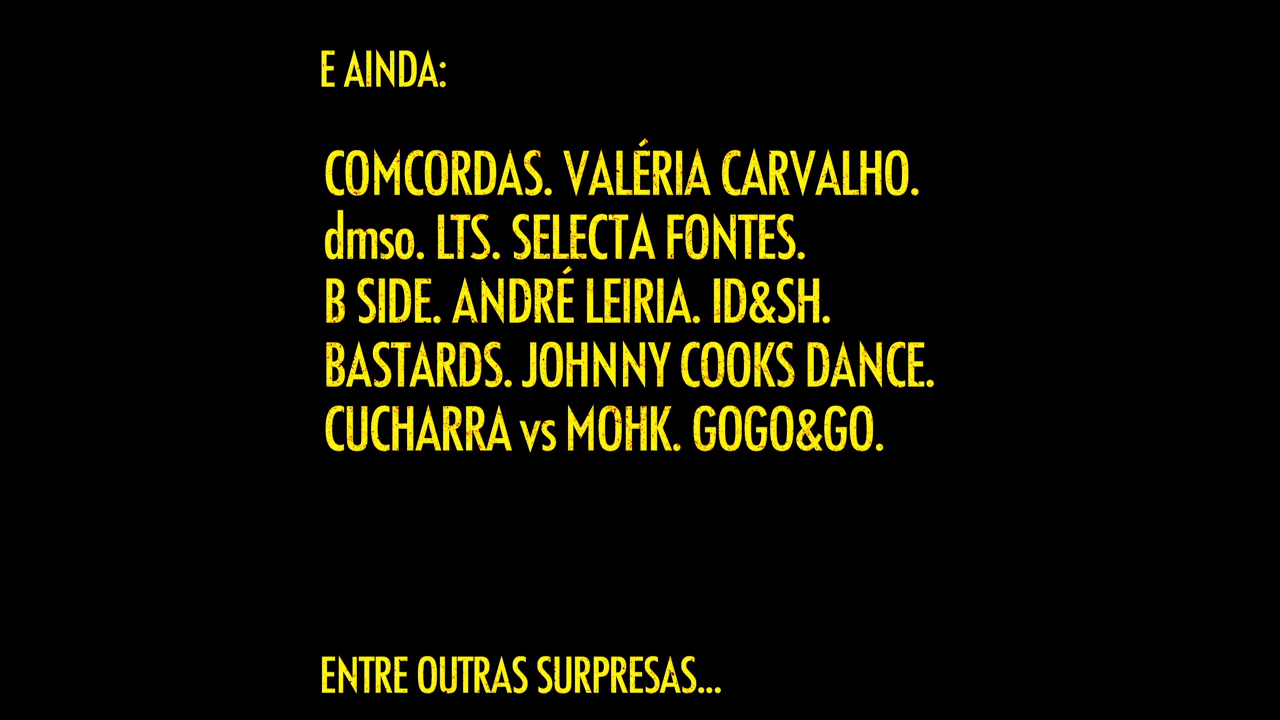 E AINDA:
COMCORDAS. VALÉRIA CARVALHO.
dmso. LTS. SELECTA FONTES.
B SIDE. ANDRÉ LEIRIA. ID&SH.
BASTARDS. JOHNNY COOKS DANCE.
CUCHARRA vs MOHK. GOGO&GO.
ENTRE OUTRAS SURPRESAS...